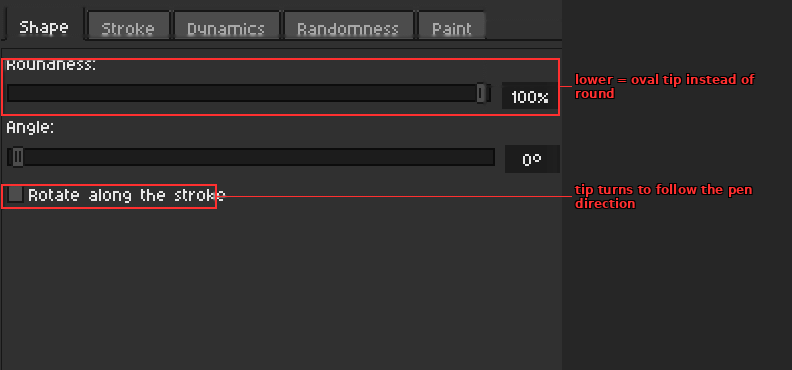 Shape Stroke Dynamics Randomness Paint
Roundness:
100%
lower = oval tip instead of
round
Angle:
0°
Rotate along the stroke
tip turns to follow the pen
direction